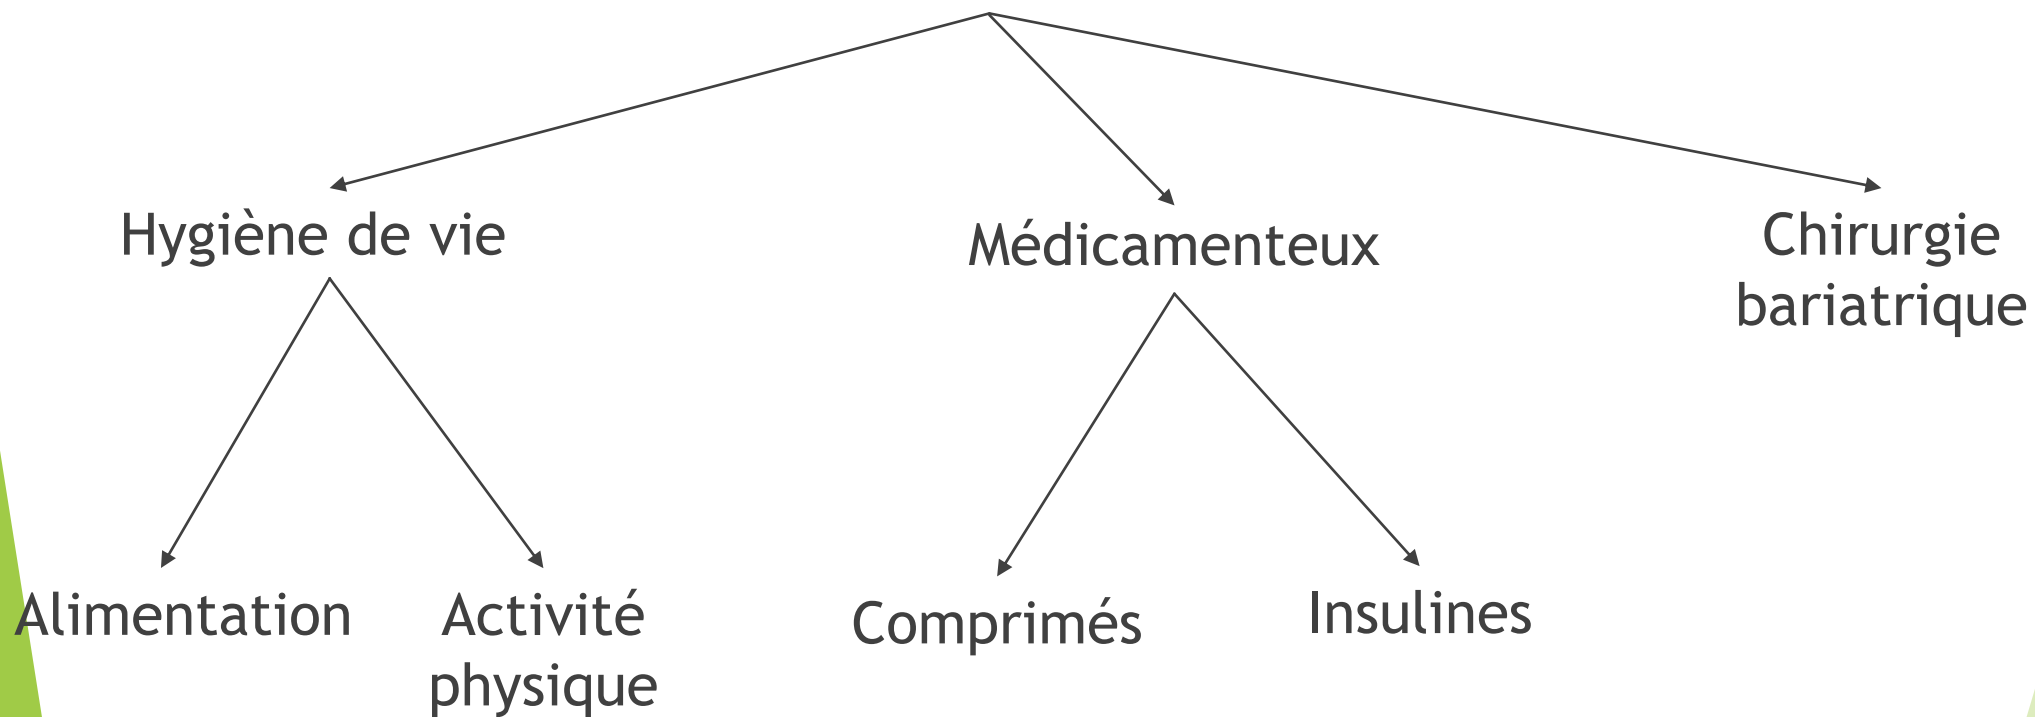 Hygiène de vie
Médicamenteux
Chirurgie
bariatrique
Alimentation
Activité
physique
Comprimés
Insulines